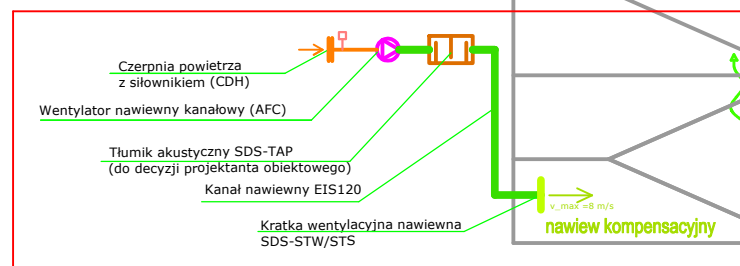 Czerpnia powietrza
z siłownikiem (CDH)
Wentylator nawiewny kanałowy (AFC)
Tłumik akustyczny SDS-TAP
(do decyzji projektanta obiektowego)
Kanał nawiewny EIS120
Kratka wentylacyjna nawiewna
SDS-STW/STS
v_max =8 m/s
nawiew kompensacyjny